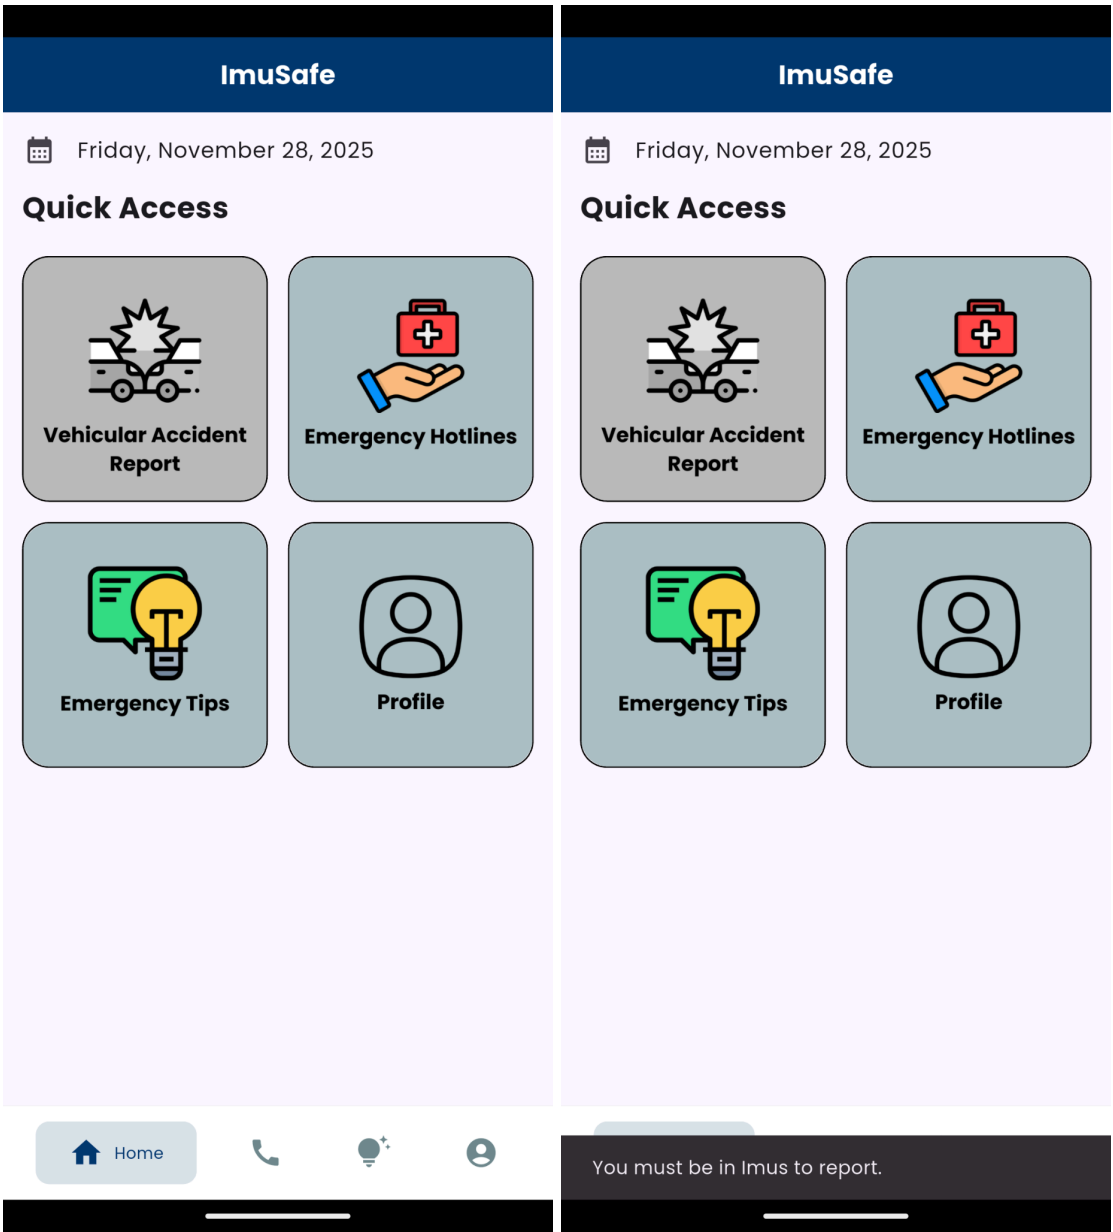 ImuSafe
Friday, November 28, 2025
Quick Access
Vehicular Accident
Report
Emergency Hotlines
Emergency Tips
Profile
Home
ImuSafe
Friday, November 28, 2025
Quick Access
Vehicular Accident
Report
Emergency Hotlines
Emergency Tips
Profile
You must be in Imus to report.